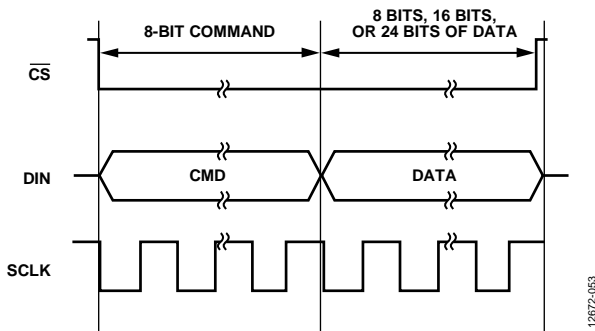 8-BIT COMMAND
8 BITS, 16 BITS,
OR 24 BITS OF DATA
CS
DIN
CMD
DATA
SCLK
12672-053